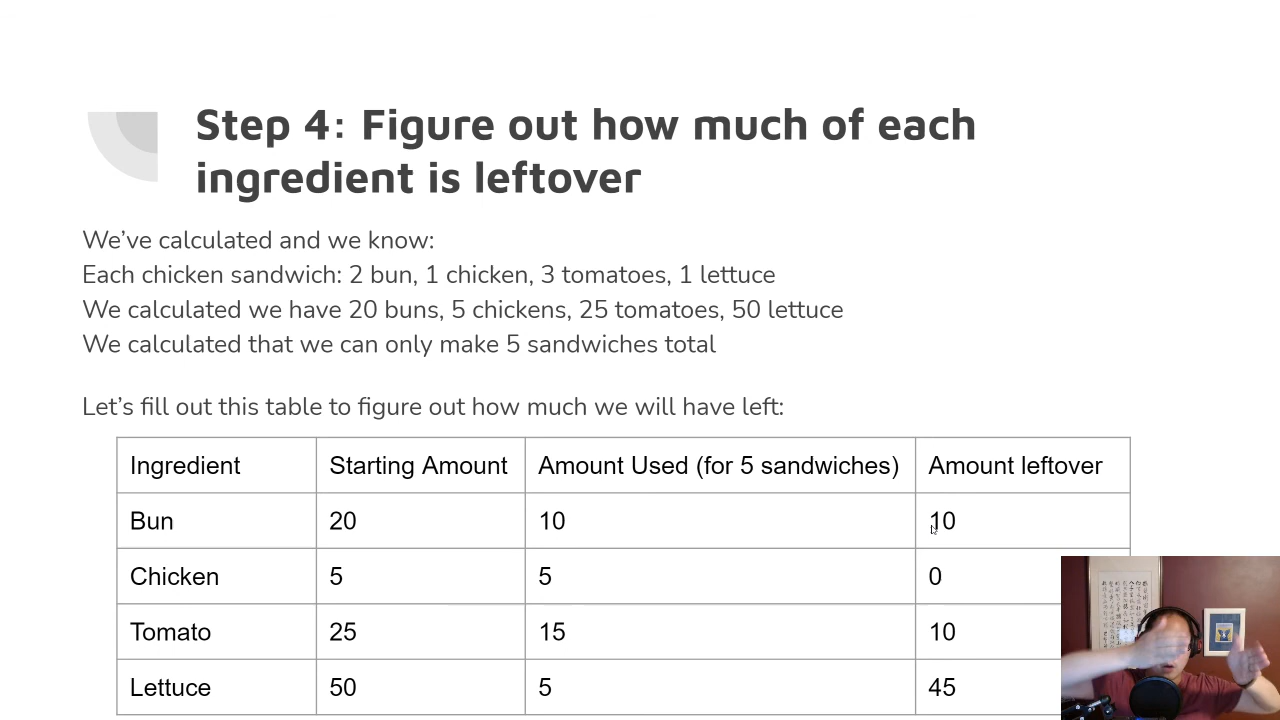 Step 4: Figure out how much of each
ingredient is leftover
We've calculated and we know:
Each chicken sandwich: 2 bun, 1 chicken, 3 tomatoes, 1 lettuce
We calculated we have 20 buns, 5 chickens, 25 tomatoes, 50 lettuce
We calculated that we can only make 5 sandwiches total
Let's fill out this table to figure out how much we will have left:
Ingredient Starting Amount Amount Used (for 5 sandwiches) Amount leftover
Bun 20 10 10
Chicken 5 5 0
Tomato 25 15 10
Lettuce 50 5 45